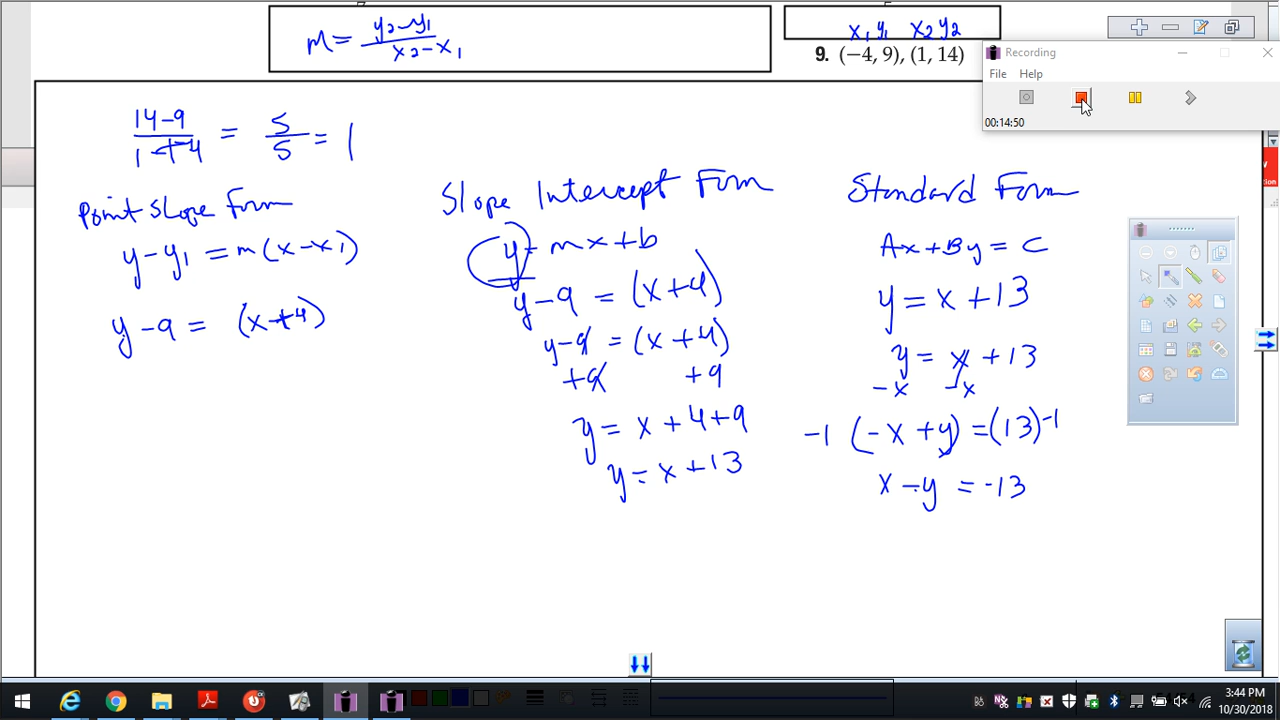 m = y2-y1 / x2-x1
x1 y1 x2 y2
9. (−4, 9), (1, 14)
Recording
File Help
00:14:50
14-9 / 1-+4 = 5/5 = 1
Point Slope Form
y-y1 = m(x-x1)
y-9 = (x+4)
Slope Intercept Form
y=mx+b
y-9 = (x+4)
y-9 = (x+4)
+9 +9
y= x+4+9
y= x+13
Standard Form
Ax+By= C
y= x+13
y= x+13
-x -x
-1 (-x+y)=(13)-1
x-y = -13
3:44 PM
10/30/2018